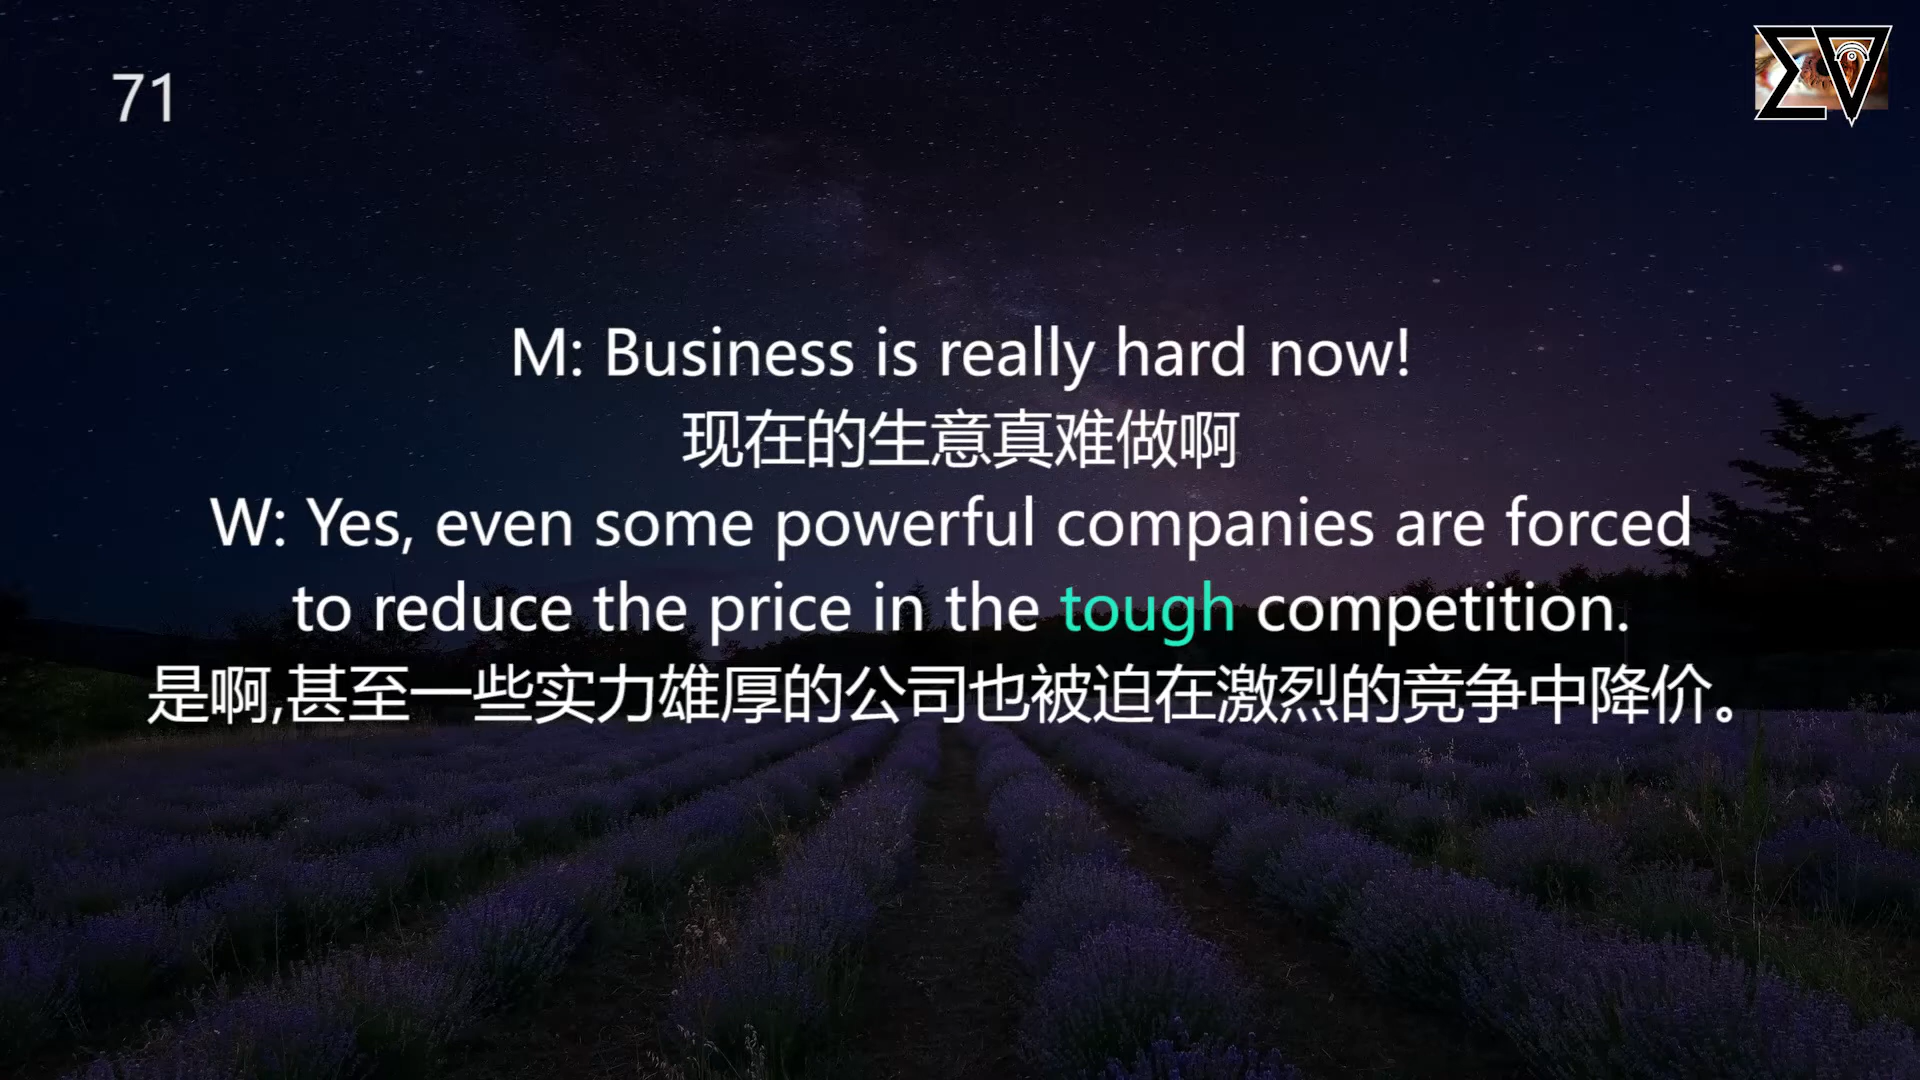 71
M: Business is really hard now!
现在的生意真难做啊
W: Yes, even some powerful companies are forced
to reduce the price in the tough competition.
是啊,甚至一些实力雄厚的公司也被迫在激烈的竞争中降价。